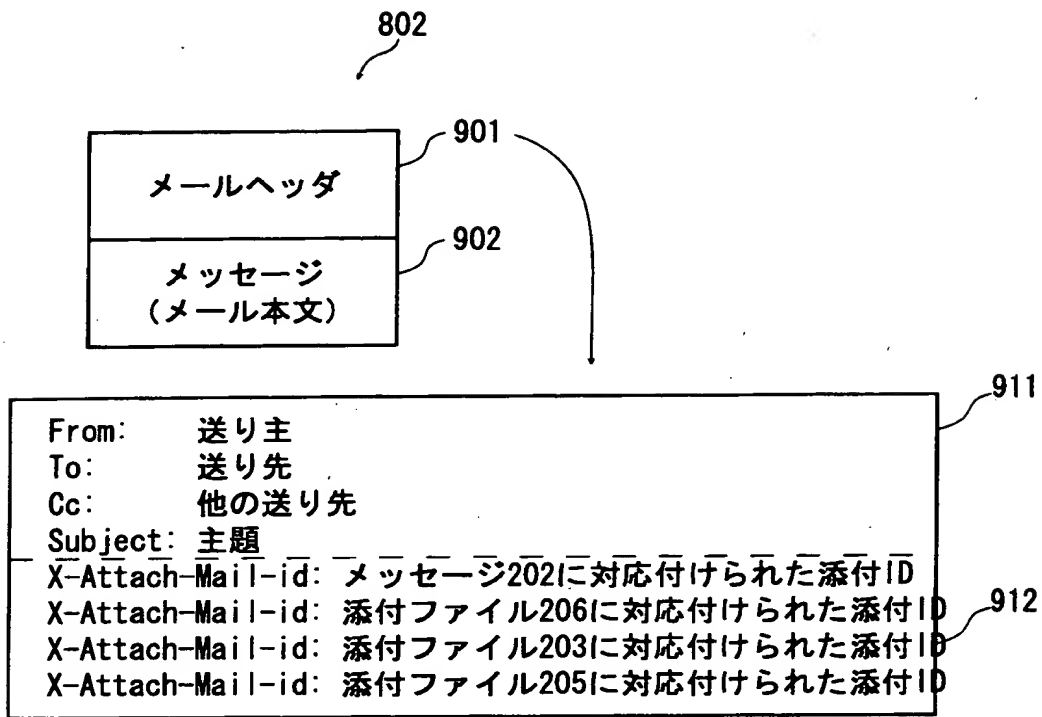 802
901
メールヘッダ
902
メッセージ
(メール本文)
911
From: 送り主
To: 送り先
Cc: 他の送り先
Subject: 主題
X-Attach-Mail-id: メッセージ202に対応付けられた添付ID
X-Attach-Mail-id: 添付ファイル206に対応付けられた添付ID
912
X-Attach-Mail-id: 添付ファイル203に対応付けられた添付ID
X-Attach-Mail-id: 添付ファイル205に対応付けられた添付ID